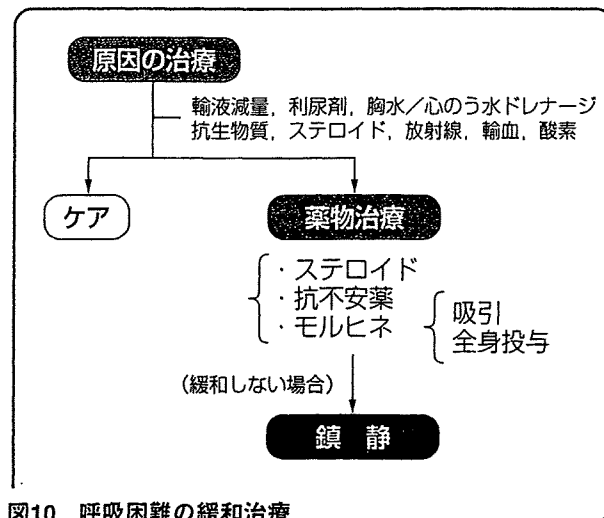 原因の治療
輸液減量,利尿剤,胸水/心のう水ドレナージ
抗生物質,ステロイド,放射線,輸血,酸素
ケア
薬物治療
・ステロイド
・抗不安薬
・モルヒネ
吸引
全身投与
(緩和しない場合)
鎮 静
図10 呼吸困難の緩和治療